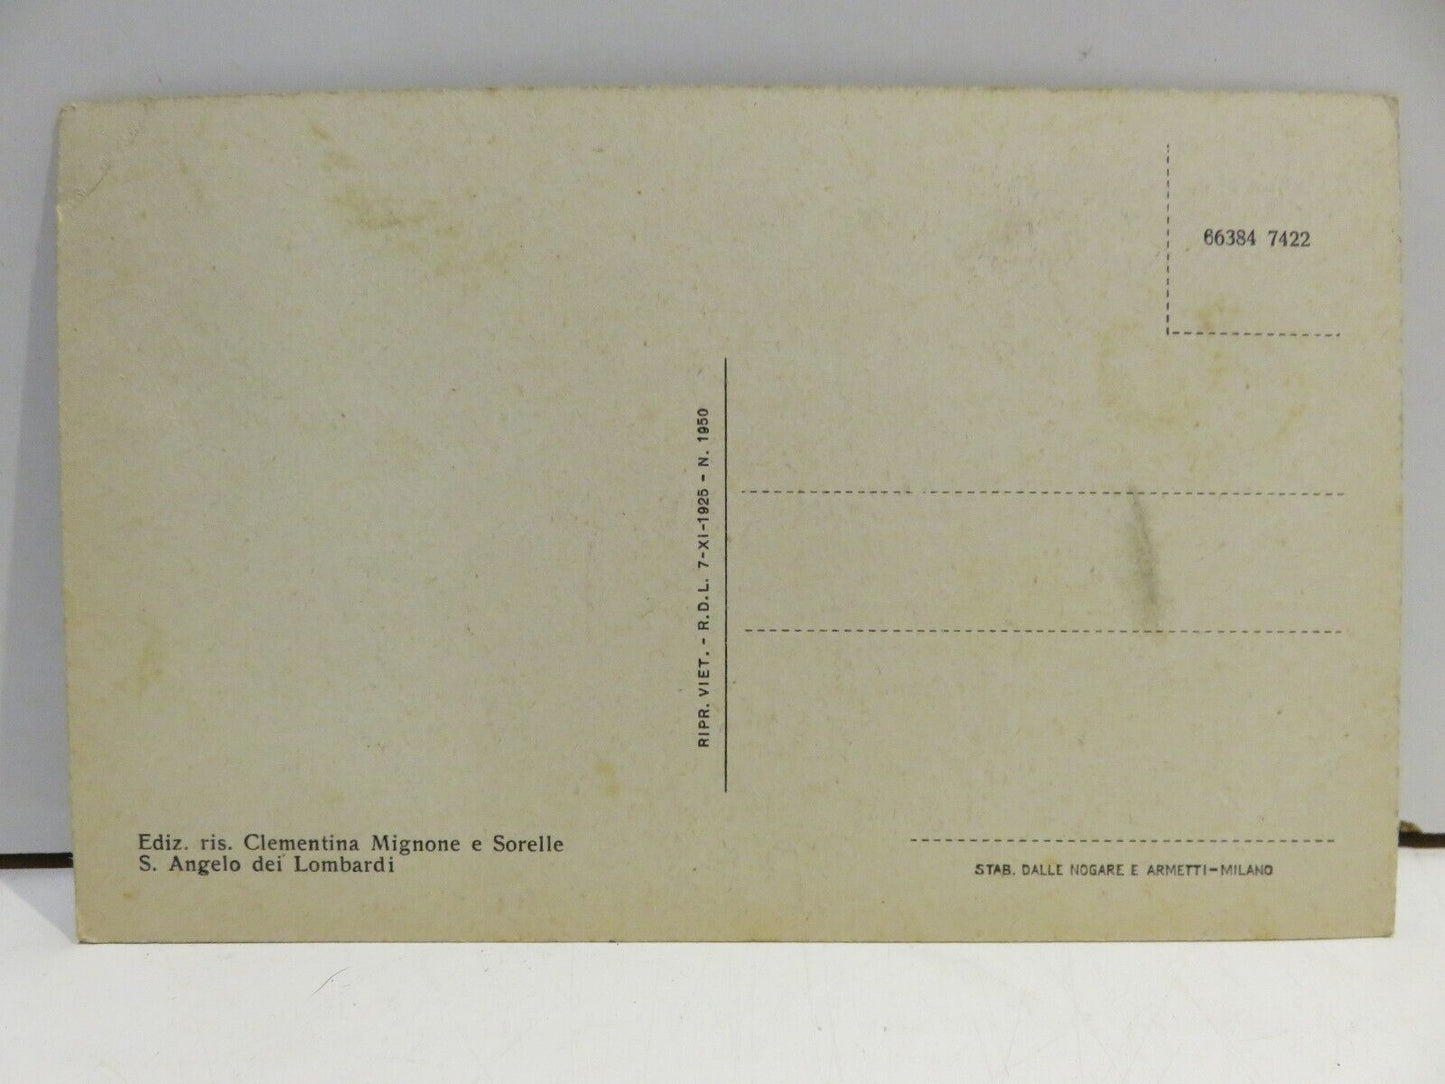 66384 7422
RIPR. VIET. - R.D.L. 7-XI-1925 - N. 1950
Ediz. ris. Clementina Mignone e Sorelle
S. Angelo dei Lombardi
STAB. DALLE NOGARE E ARMETTI-MILANO